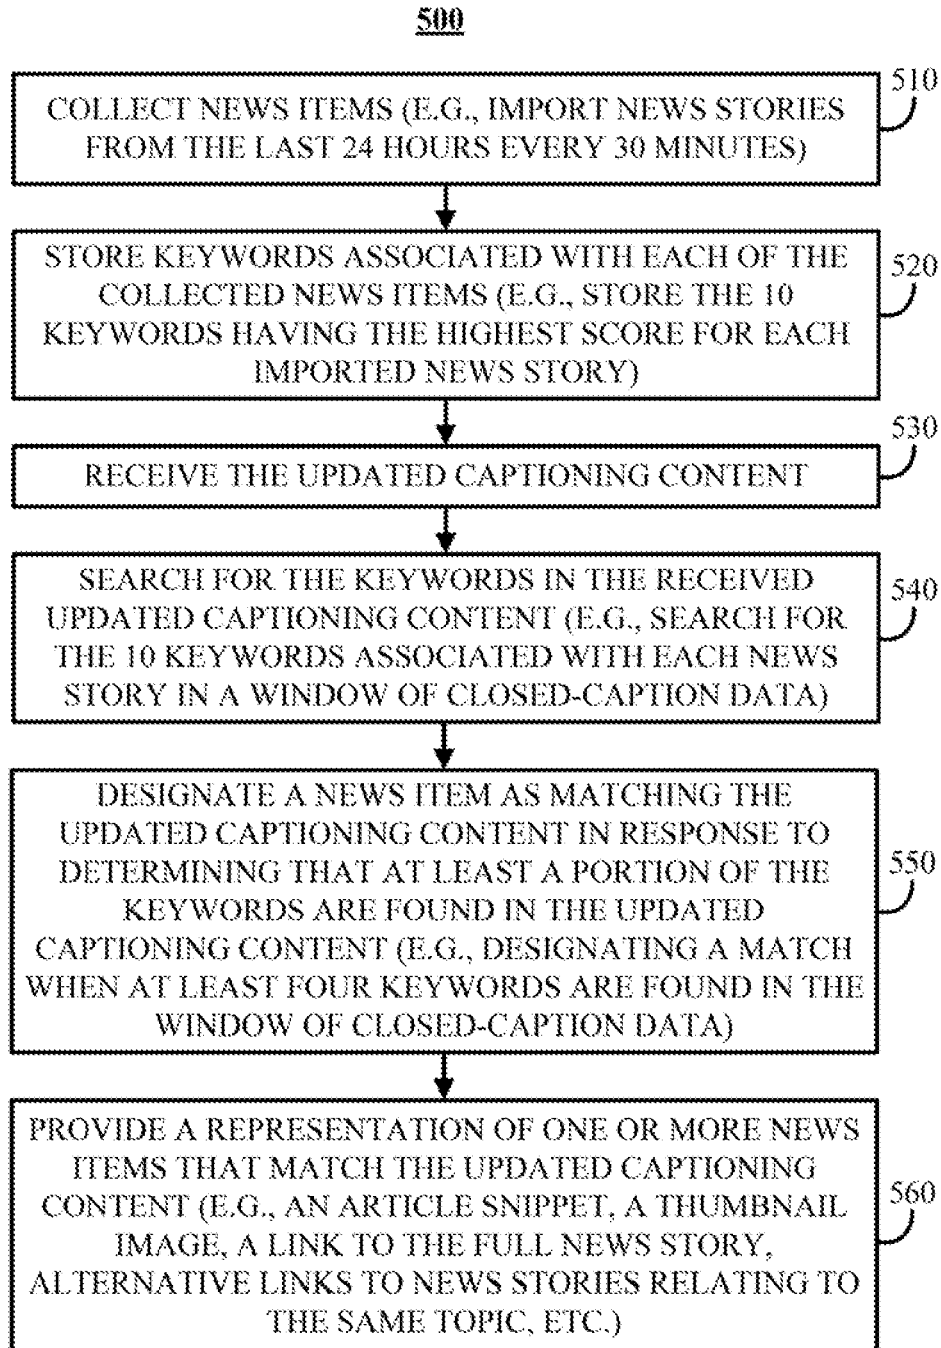 500
510
COLLECT NEWS ITEMS (E.G., IMPORT NEWS STORIES
FROM THE LAST 24 HOURS EVERY 30 MINUTES)
520
STORE KEYWORDS ASSOCIATED WITH EACH OF THE
COLLECTED NEWS ITEMS (E.G., STORE THE 10
KEYWORDS HAVING THE HIGHEST SCORE FOR EACH
IMPORTED NEWS STORY)
530
RECEIVE THE UPDATED CAPTIONING CONTENT
540
SEARCH FOR THE KEYWORDS IN THE RECEIVED
UPDATED CAPTIONING CONTENT (E.G., SEARCH FOR
THE 10 KEYWORDS ASSOCIATED WITH EACH NEWS
STORY IN A WINDOW OF CLOSED-CAPTION DATA)
550
DESIGNATE A NEWS ITEM AS MATCHING THE
UPDATED CAPTIONING CONTENT IN RESPONSE TO
DETERMINING THAT AT LEAST A PORTION OF THE
KEYWORDS ARE FOUND IN THE UPDATED
CAPTIONING CONTENT (E.G., DESIGNATING A MATCH
WHEN AT LEAST FOUR KEYWORDS ARE FOUND IN THE
WINDOW OF CLOSED-CAPTION DATA)
560
PROVIDE A REPRESENTATION OF ONE OR MORE NEWS
ITEMS THAT MATCH THE UPDATED CAPTIONING
CONTENT (E.G., AN ARTICLE SNIPPET, A THUMBNAIL
IMAGE, A LINK TO THE FULL NEWS STORY,
ALTERNATIVE LINKS TO NEWS STORIES RELATING TO
THE SAME TOPIC, ETC.)